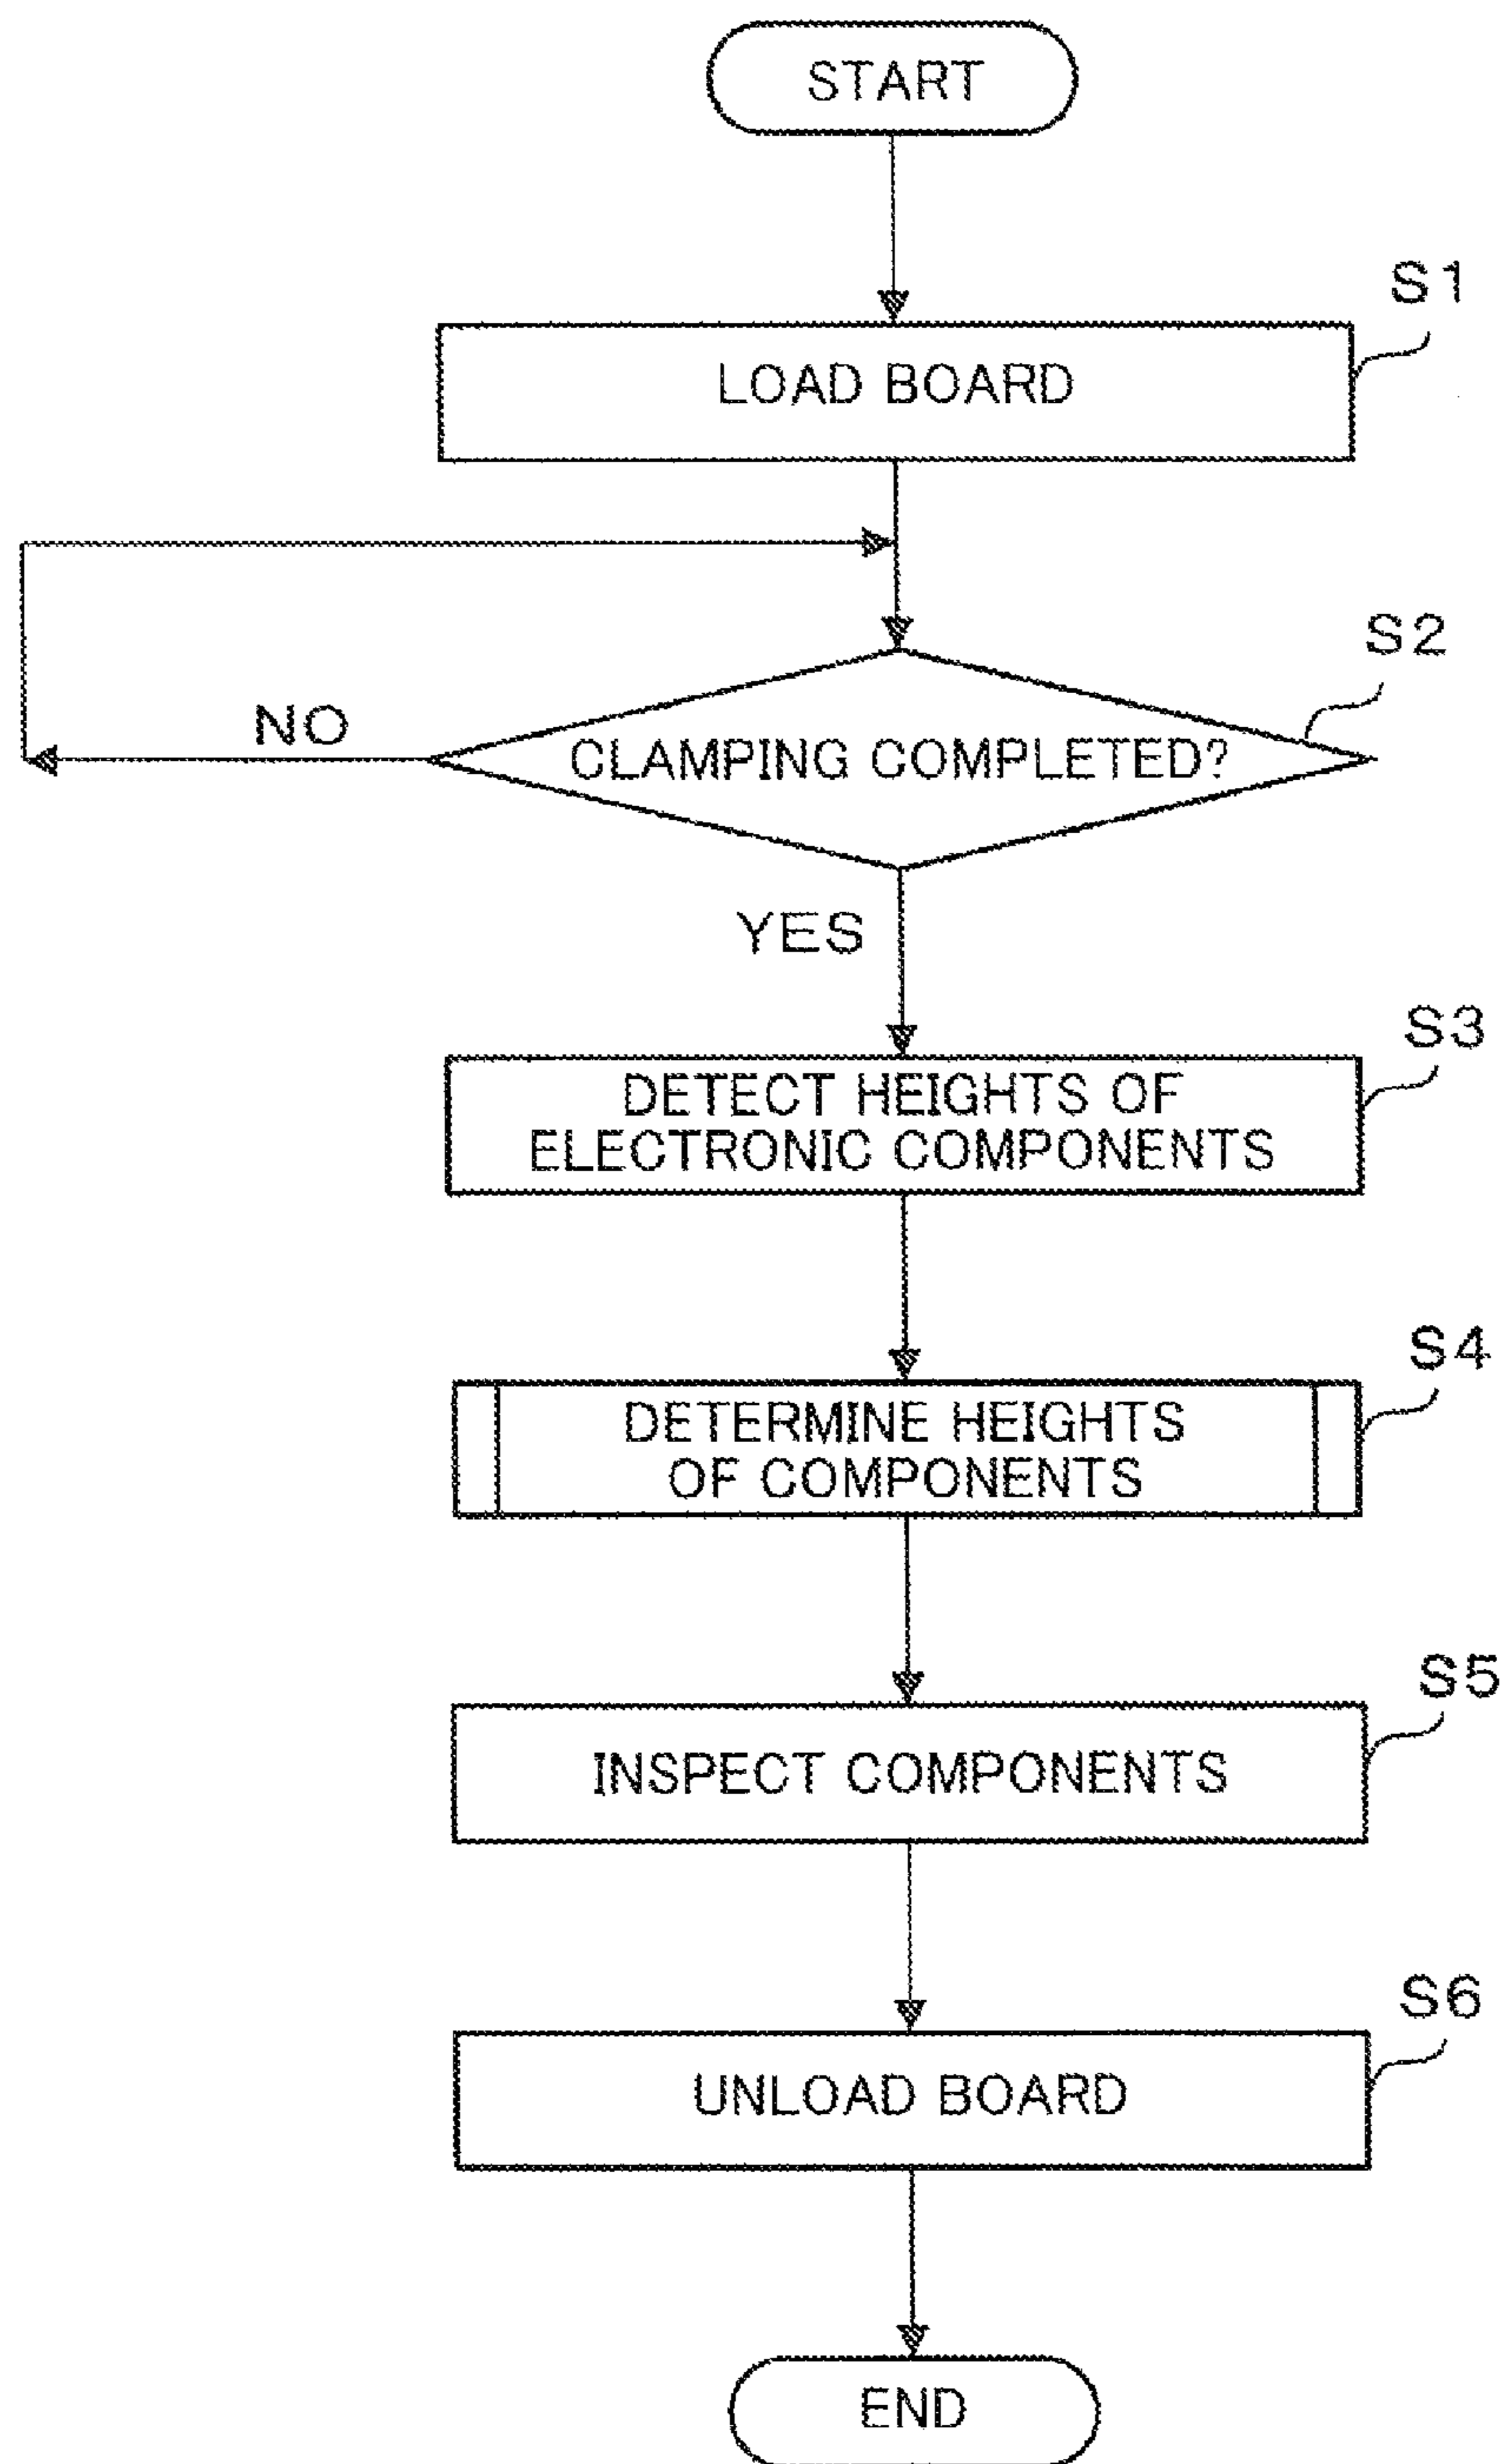 START
S1
LOAD BOARD
S2
NO
CLAMPING COMPLETED?
YES
S3
DETECT HEIGHTS OF
ELECTRONIC COMPONENTS
S4
DETERMINE HEIGHTS
OF COMPONENTS
S5
INSPECT COMPONENTS
S6
UNLOAD BOARD
END